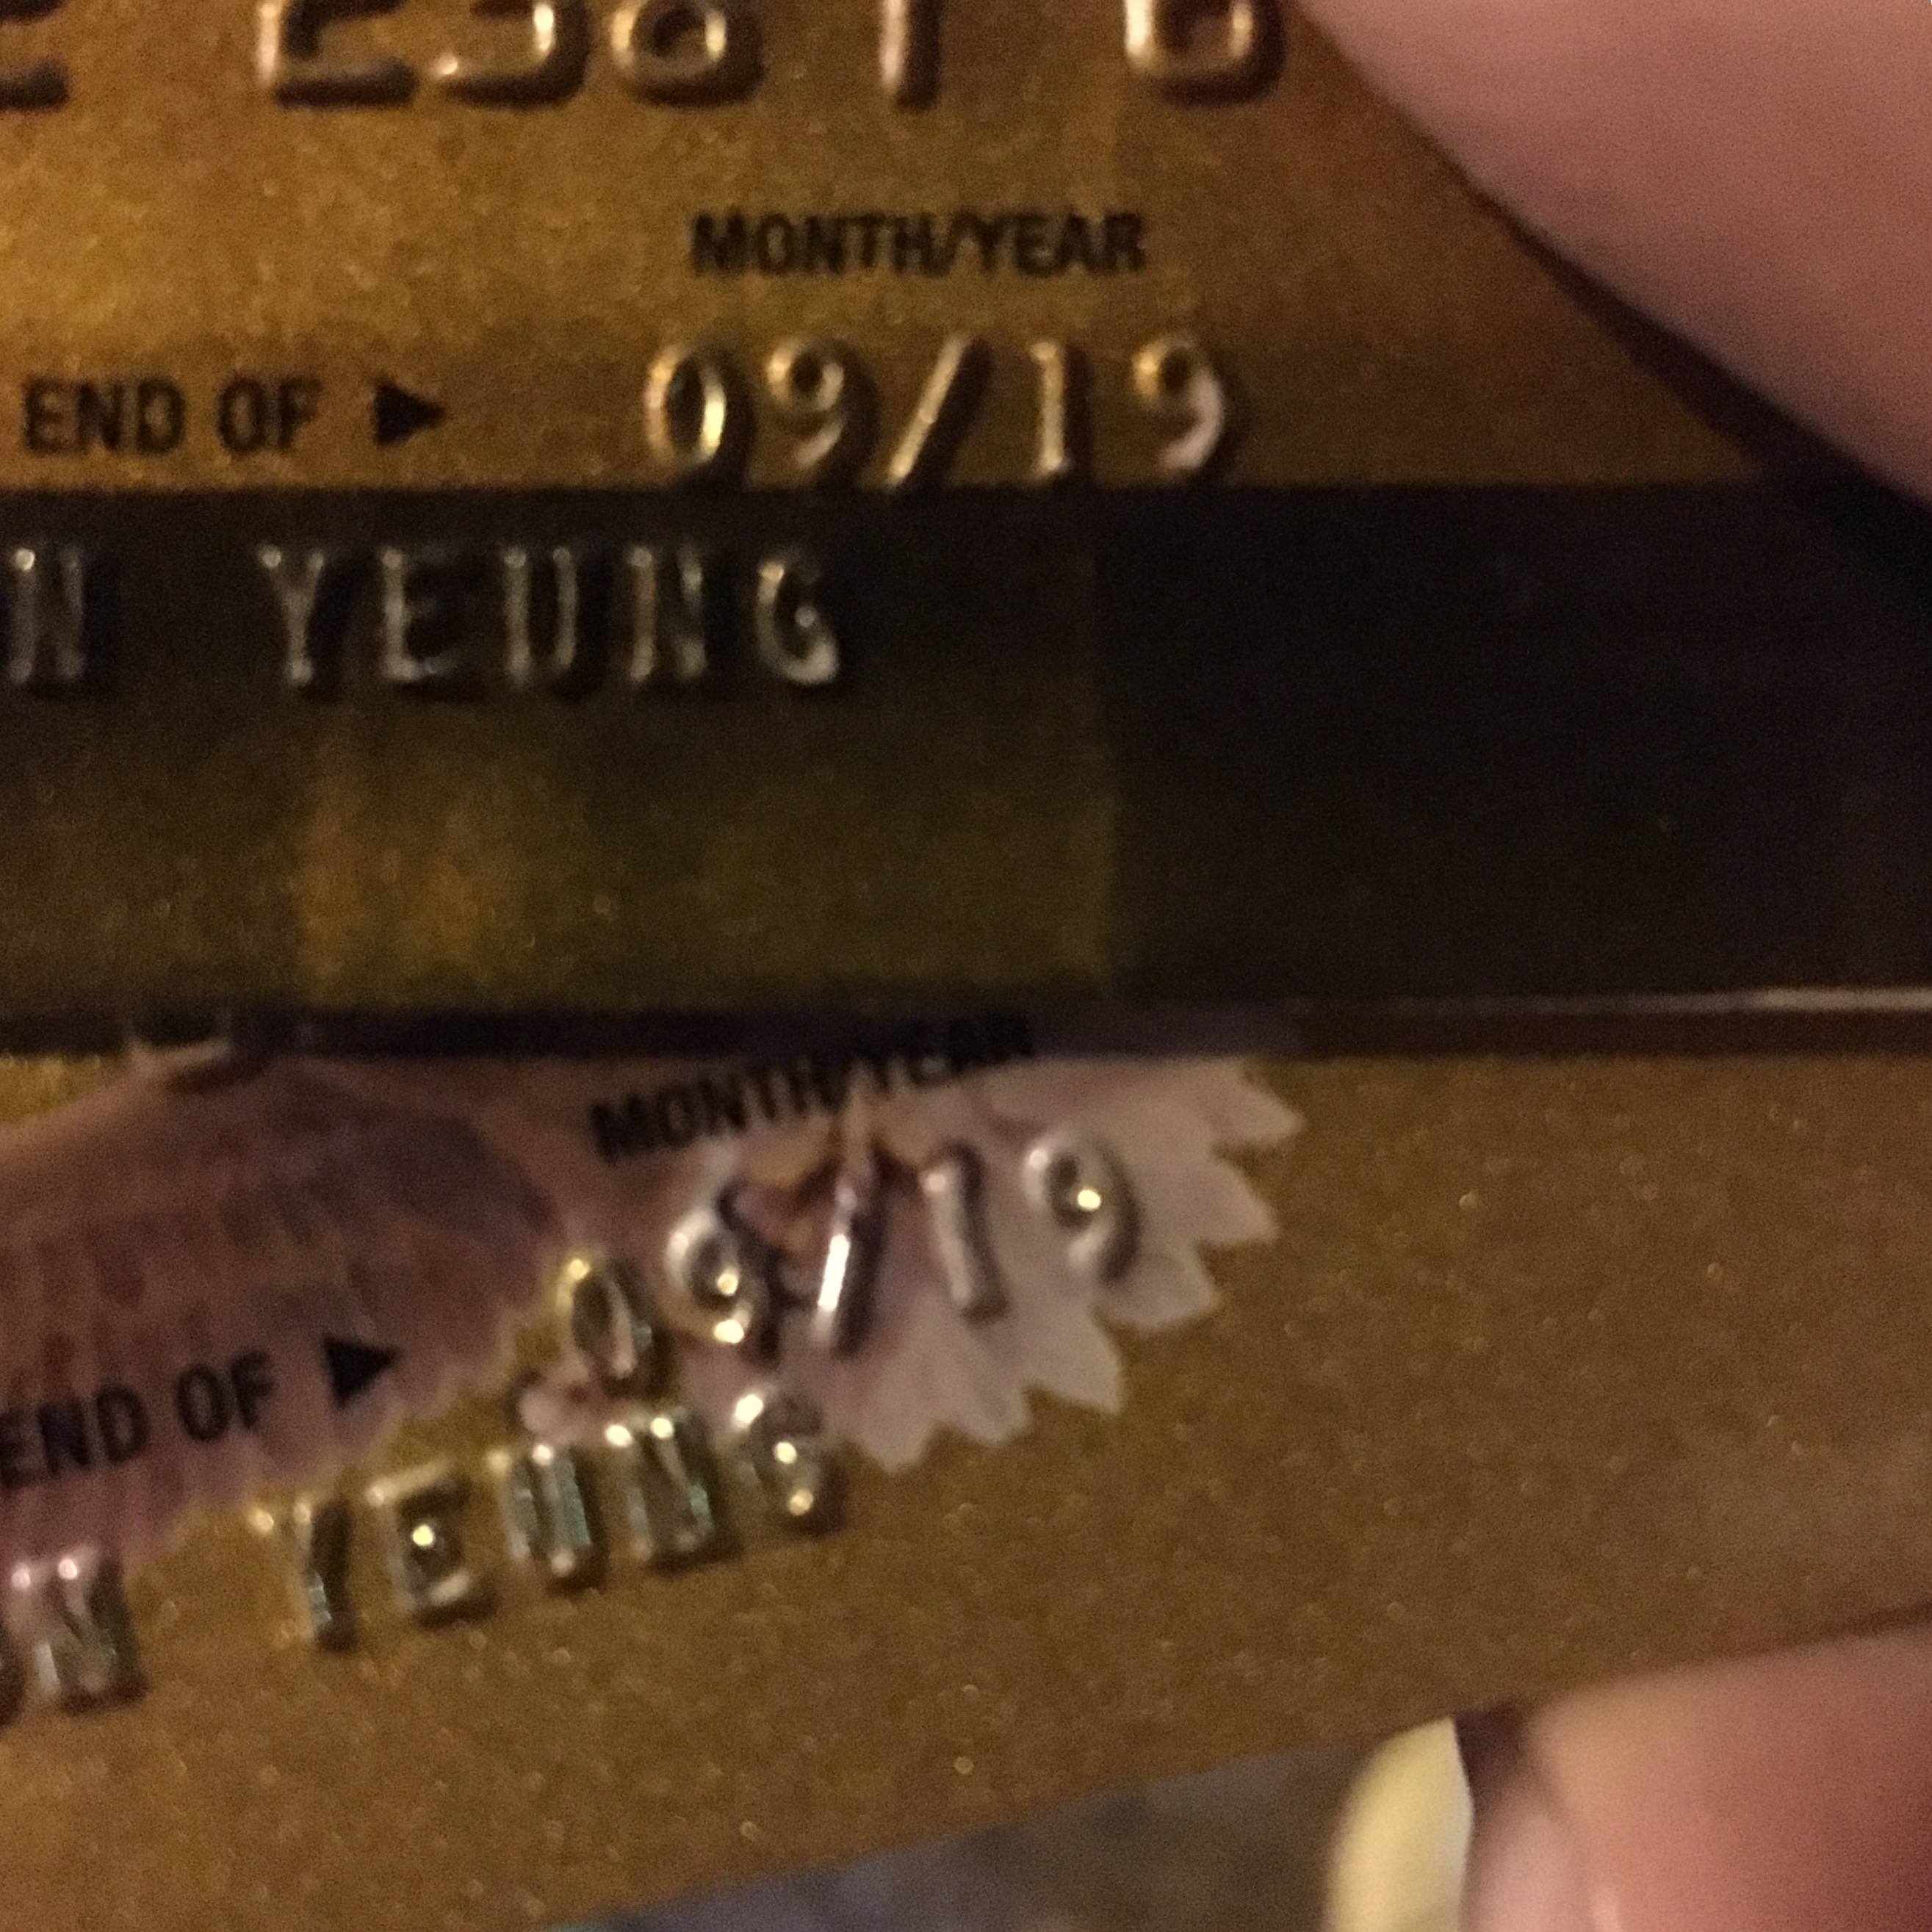 MONTH/YEAR
END OF ▶ 09/19
N YEUNG
MONTH/YEAR
END OF ▶ 09/19
N YEUNG